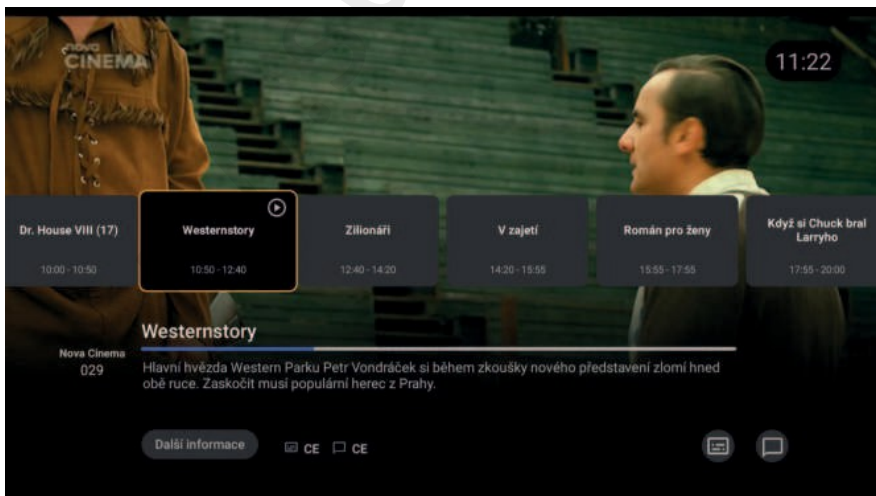 nova
CINEMA
11:22
Dr. House VIII (17)
10:00 - 10:50
Westernstory
10:50 - 12:40
Zilionáři
12:40 - 14:20
V zajetí
14:20 - 15:55
Román pro ženy
15:55 - 17:55
Když si Chuck bral
Larryho
17:55 - 20:00
Westernstory
Nova Cinema
029
Hlavní hvězda Western Parku Petr Vondráček si během zkoušky nového představení zlomí hned
obě ruce. Zaskočit musí populární herec z Prahy.
Další informace
CE
CE